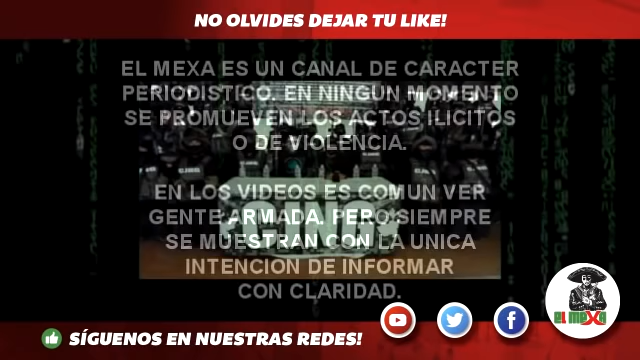 NO OLVIDES DEJAR TU LIKE!
EL MEXA ES UN CANAL DE CARACTER
PERIODISTICO. EN NINGUN MOMENTO
SE PROMUEVEN LOS ACTOS ILICITOS
O DE VIOLENCIA.
EN LOS VIDEOS ES COMUN VER
GENTE ARMADA. PERO SIEMPRE
SE MUESTRAN CON LA UNICA
INTENCION DE INFORMAR
CON CLARIDAD.
EL MEXA
SÍGUENOS EN NUESTRAS REDES!